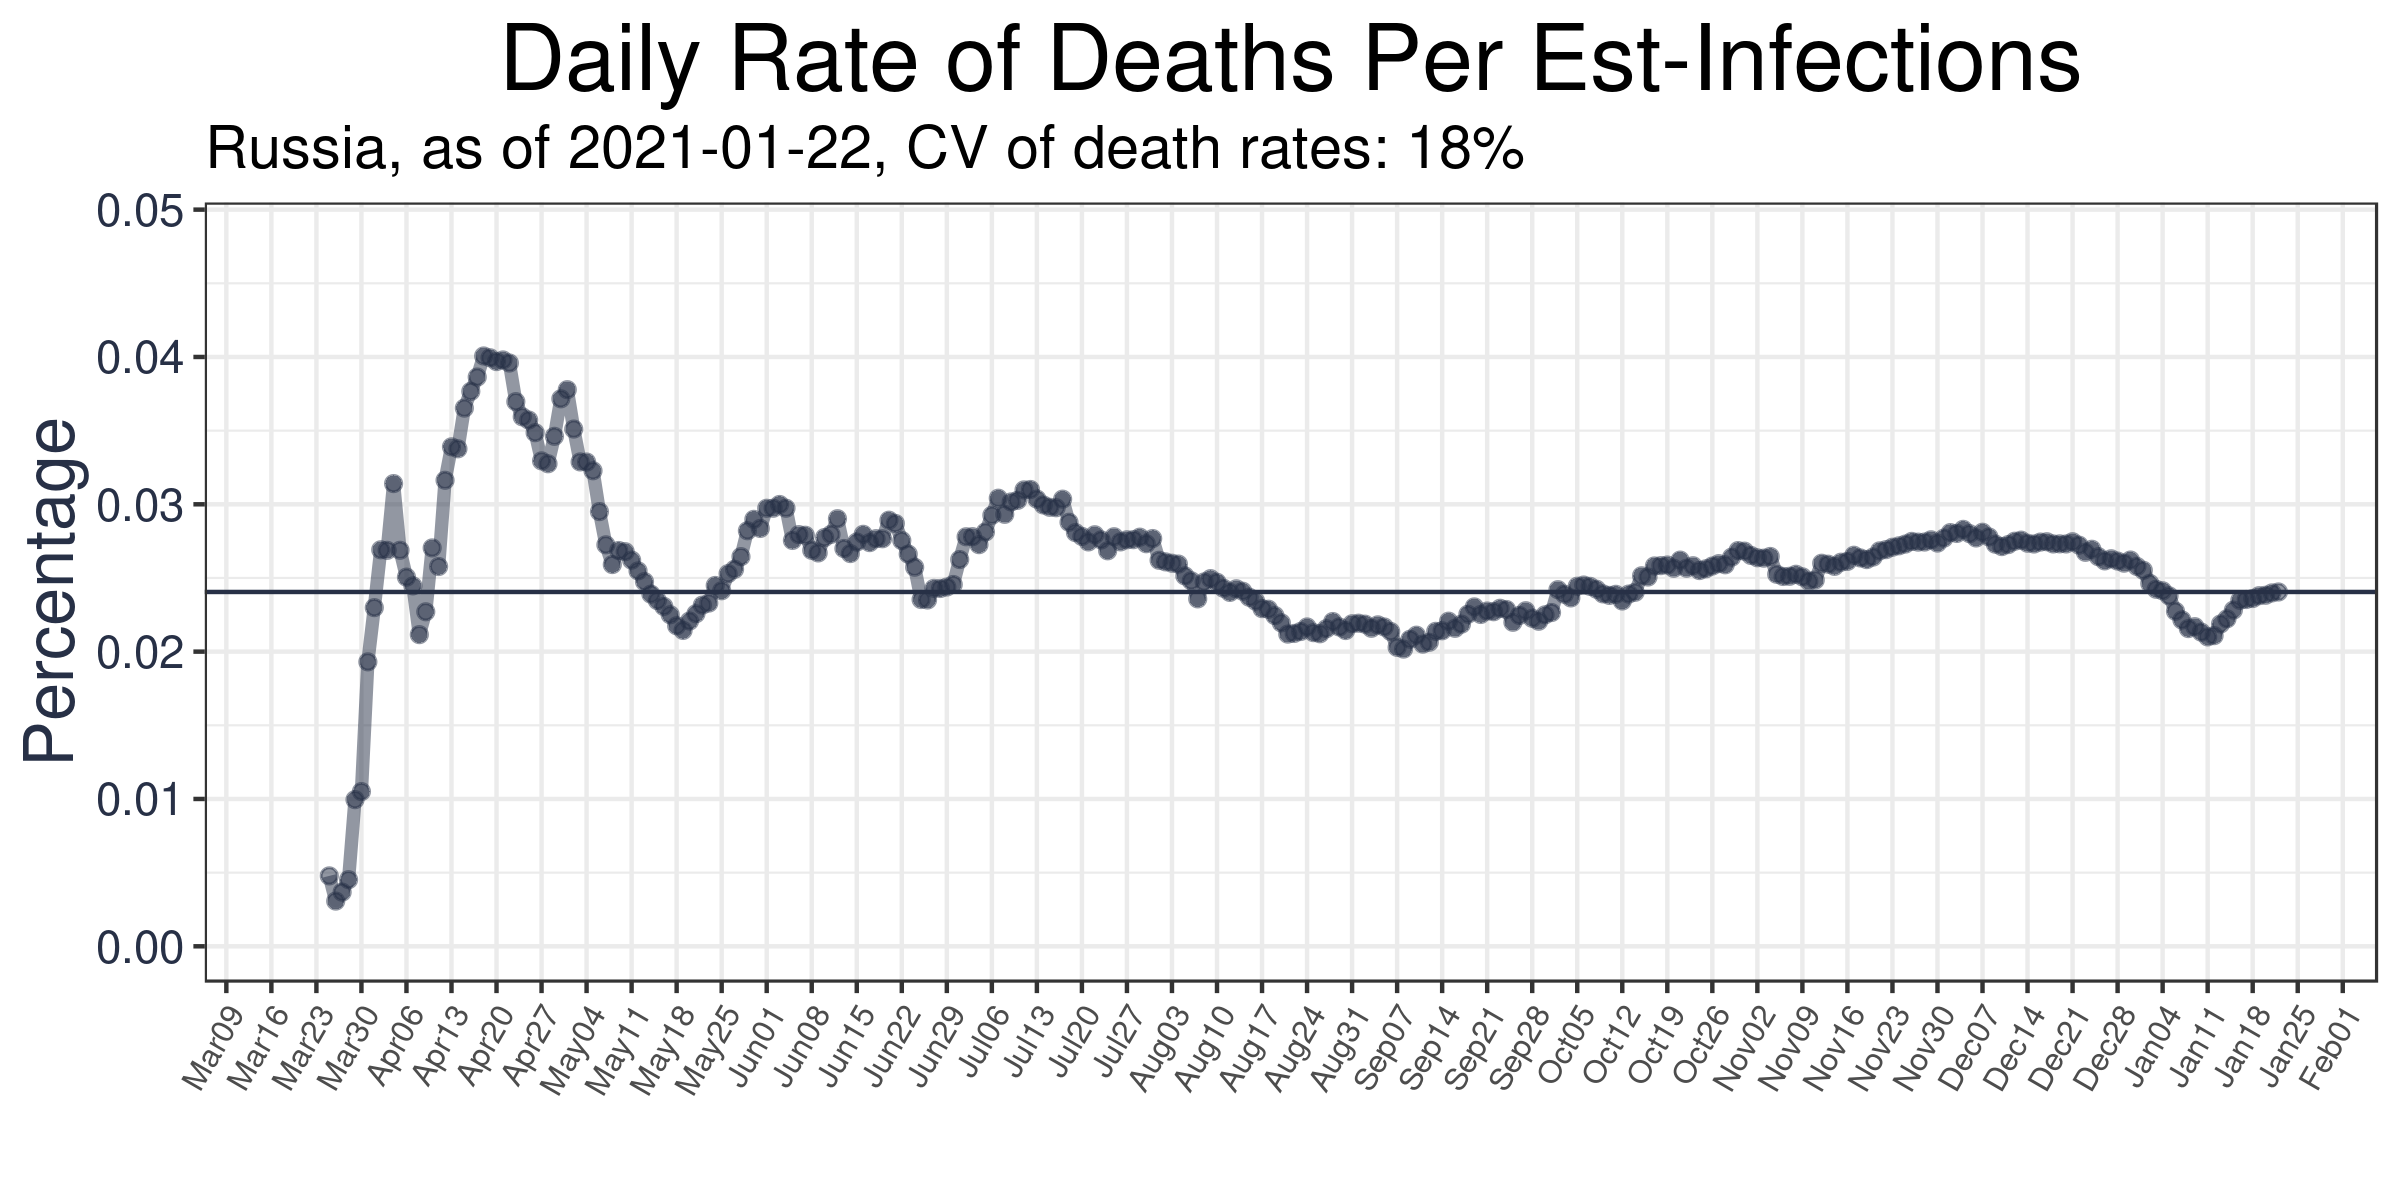 Daily Rate of Deaths Per Est-Infections
Russia, as of 2021-01-22, CV of death rates: 18%
Percentage
0.05
0.04
0.03
0.02
0.01
0.00
Mar09
Mar16
Mar23
Mar30
Apr06
Apr13
Apr20
Apr27
May04
May11
May18
May25
Jun01
Jun08
Jun15
Jun22
Jun29
Jul06
Jul13
Jul20
Jul27
Aug03
Aug10
Aug17
Aug24
Aug31
Sep07
Sep14
Sep21
Sep28
Oct05
Oct12
Oct19
Oct26
Nov02
Nov09
Nov16
Nov23
Nov30
Dec07
Dec14
Dec21
Dec28
Jan04
Jan11
Jan18
Jan25
Feb01